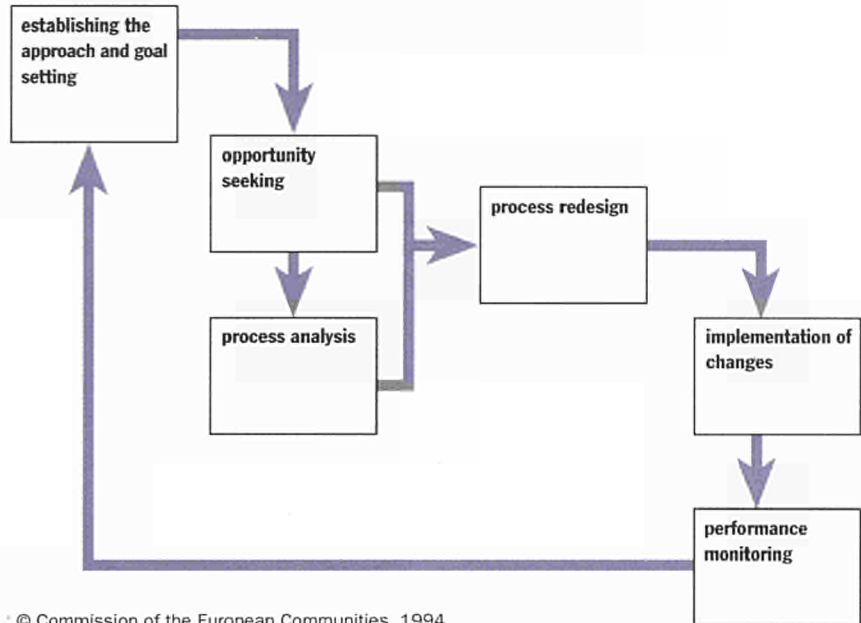 establishing the
approach and goal
setting
opportunity
seeking
process redesign
process analysis
implementation of
changes
performance
monitoring
© Commission of the European Communities, 1994